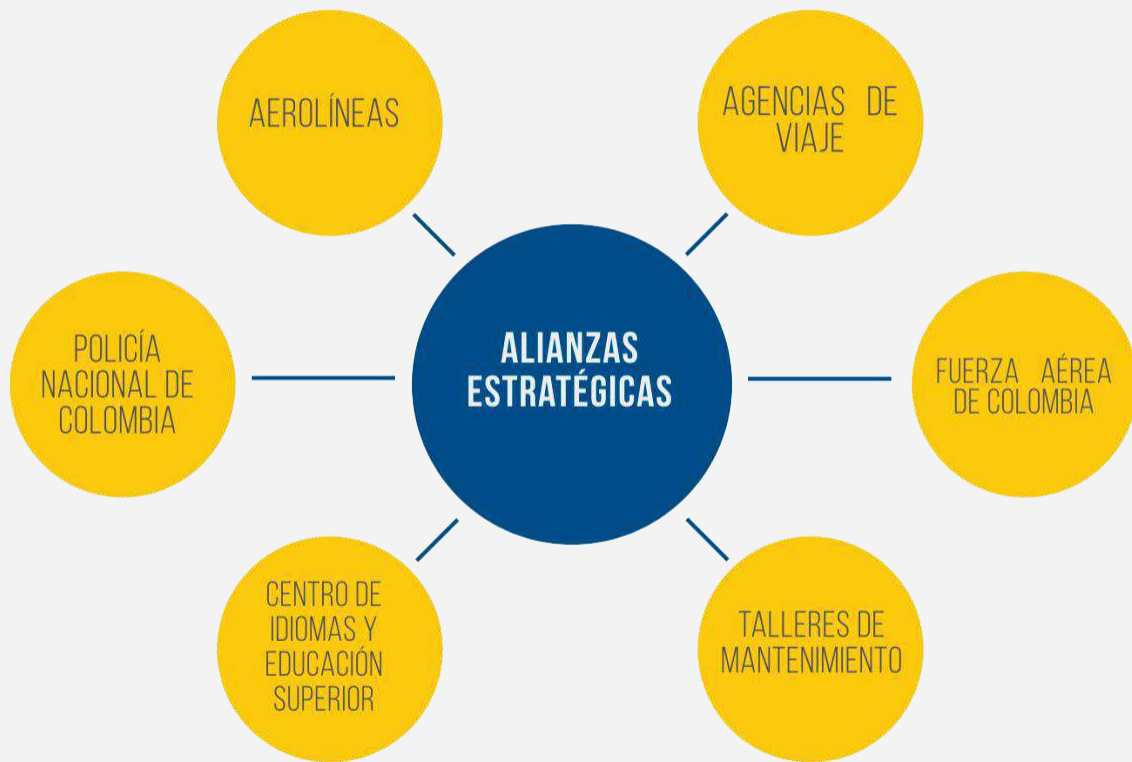 AEROLÍNEAS
AGENCIAS DE
VIAJE
POLICÍA
NACIONAL DE
COLOMBIA
ALIANZAS
ESTRATÉGICAS
FUERZA AÉREA
DE COLOMBIA
CENTRO DE
IDIOMAS Y
EDUCACIÓN
SUPERIOR
TALLERES DE
MANTENIMIENTO